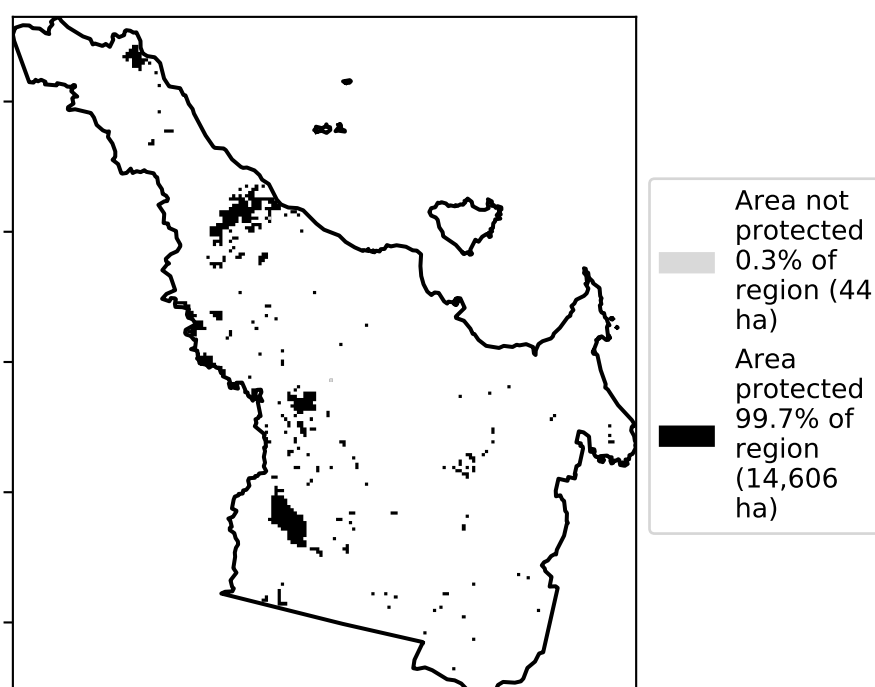 Area not
protected
0.3% of
region (44
ha)
Area
protected
99.7% of
region
(14,606
ha)